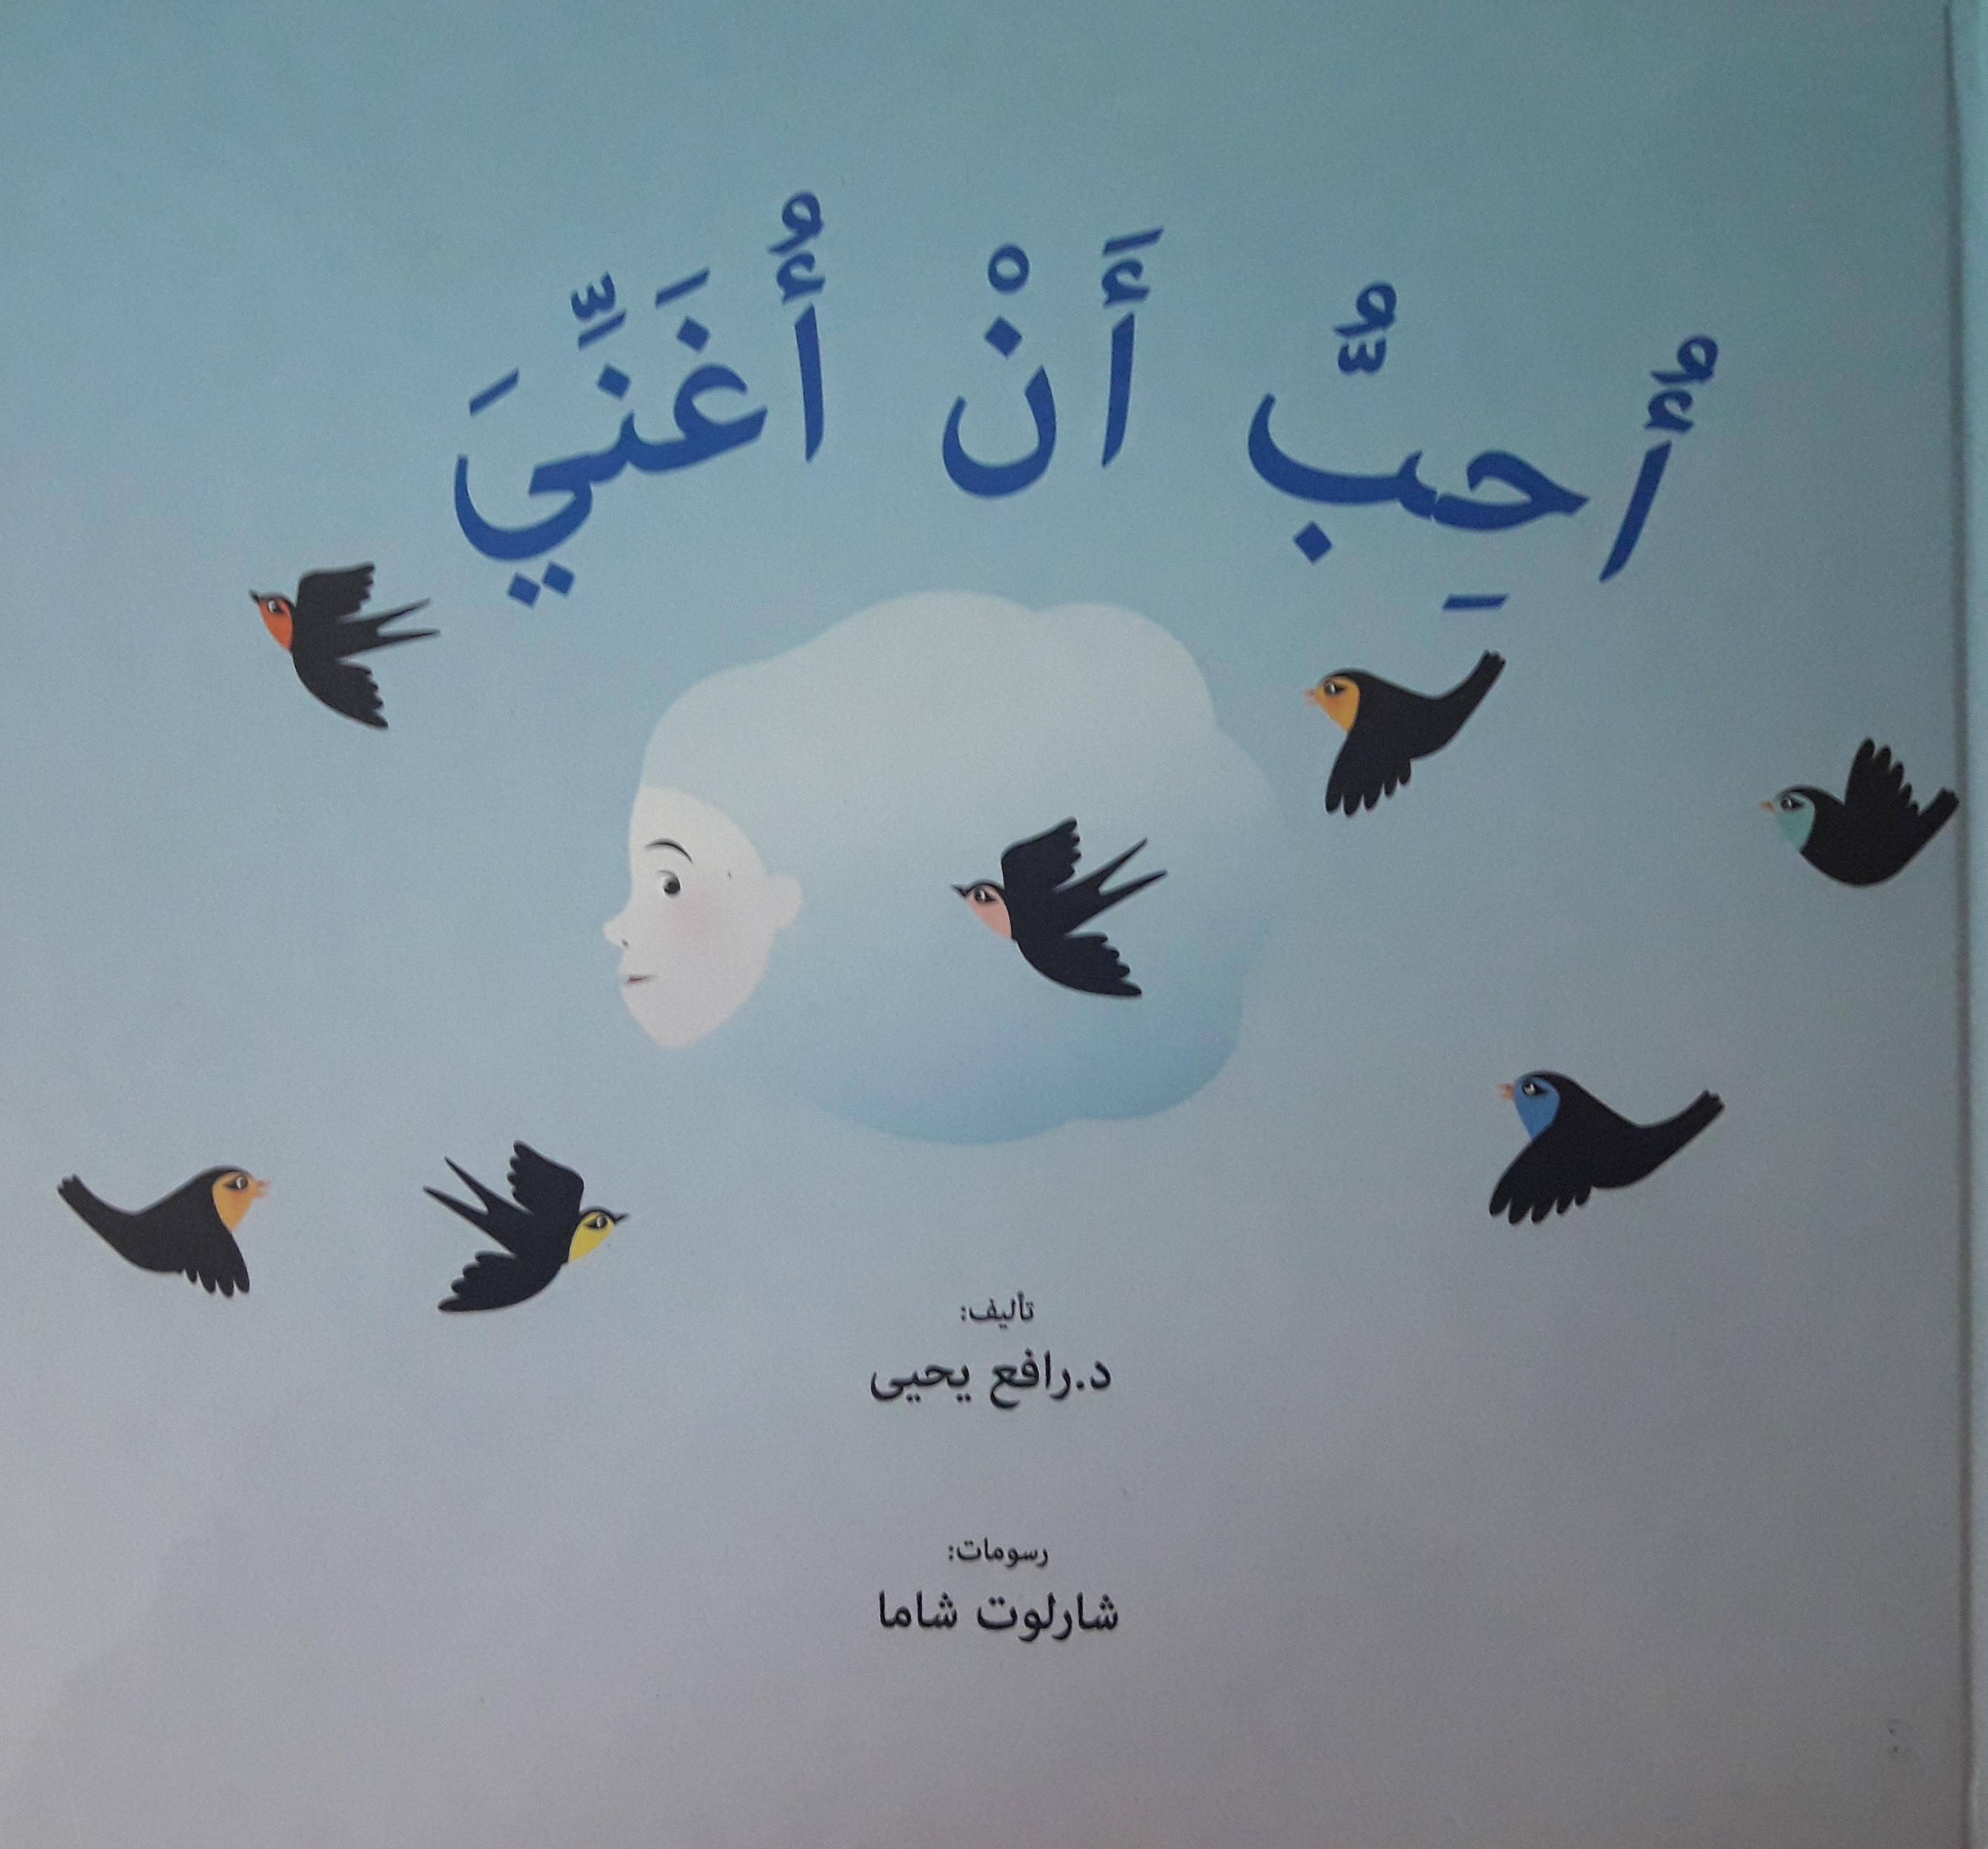 أُحِبُّ أَنْ أُغَنِّيَ
تأليف:
د.رافع يحيى
رسومات:
شارلوت شاما